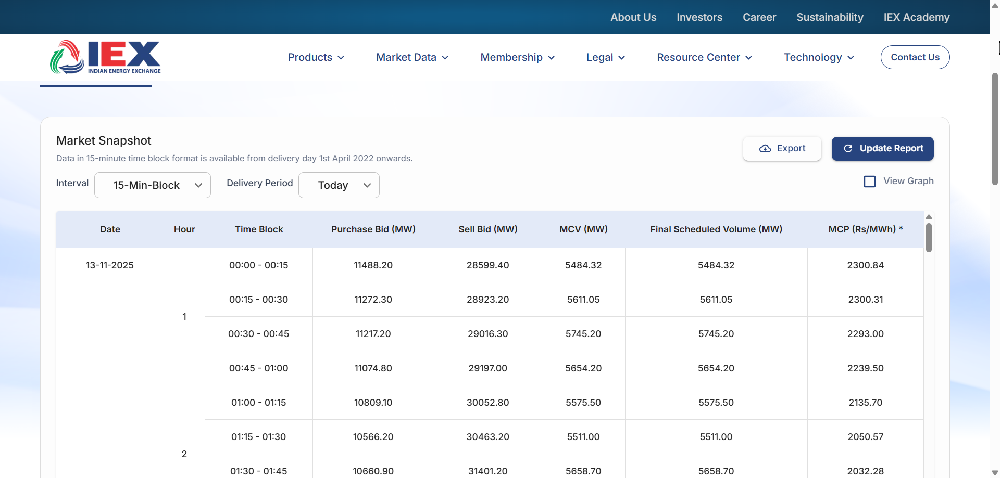 About Us Investors Career Sustainability IEX Academy
IEX
INDIAN ENERGY EXCHANGE
Products Market Data Membership Legal Resource Center Technology Contact Us
Market Snapshot
Data in 15-minute time block format is available from delivery day 1st April 2022 onwards.
Export Update Report
Interval 15-Min-Block Delivery Period Today View Graph
Date Hour Time Block Purchase Bid (MW) Sell Bid (MW) MCV (MW) Final Scheduled Volume (MW) MCP (Rs/MWh) *
13-11-2025 00:00 - 00:15 11488.20 28599.40 5484.32 5484.32 2300.84
00:15 - 00:30 11272.30 28923.20 5611.05 5611.05 2300.31
1
00:30 - 00:45 11217.20 29016.30 5745.20 5745.20 2293.00
00:45 - 01:00 11074.80 29197.00 5654.20 5654.20 2239.50
01:00 - 01:15 10809.10 30052.80 5575.50 5575.50 2135.70
01:15 - 01:30 10566.20 30463.20 5511.00 5511.00 2050.57
2
01:30 - 01:45 10660.90 31401.20 5658.70 5658.70 2032.28